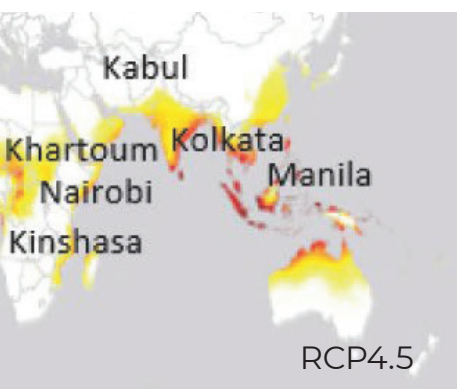 Kabul
Khartoum Kolkata
Manila
Nairobi
Kinshasa
RCP4.5